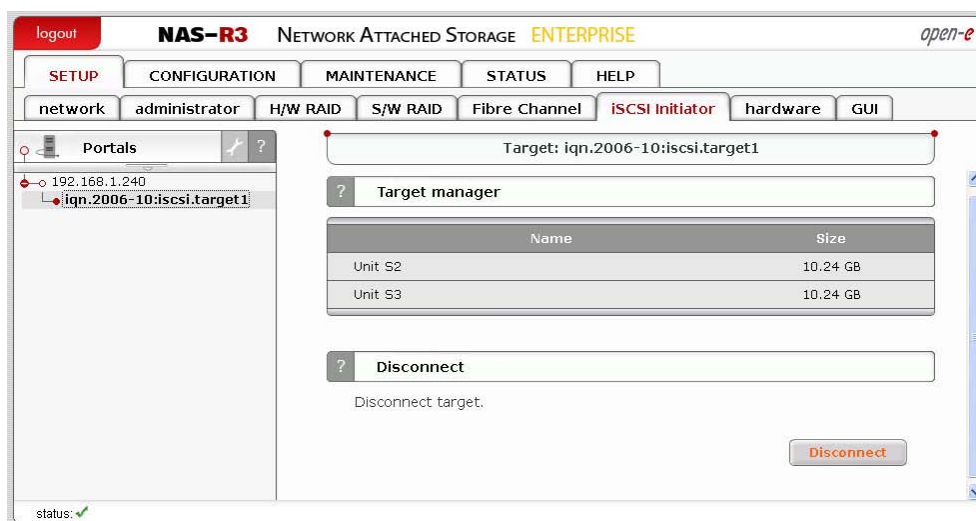 logout
NAS-R3 NETWORK ATTACHED STORAGE ENTERPRISE
open-e
SETUP CONFIGURATION MAINTENANCE STATUS HELP
network administrator H/W RAID S/W RAID Fibre Channel iSCSI Initiator hardware GUI
Portals ?
192.168.1.240
iqn.2006-10:iscsi.target1
Target: iqn.2006-10:iscsi.target1
? Target manager
Name Size
Unit S2 10.24 GB
Unit S3 10.24 GB
? Disconnect
Disconnect target.
Disconnect
status: